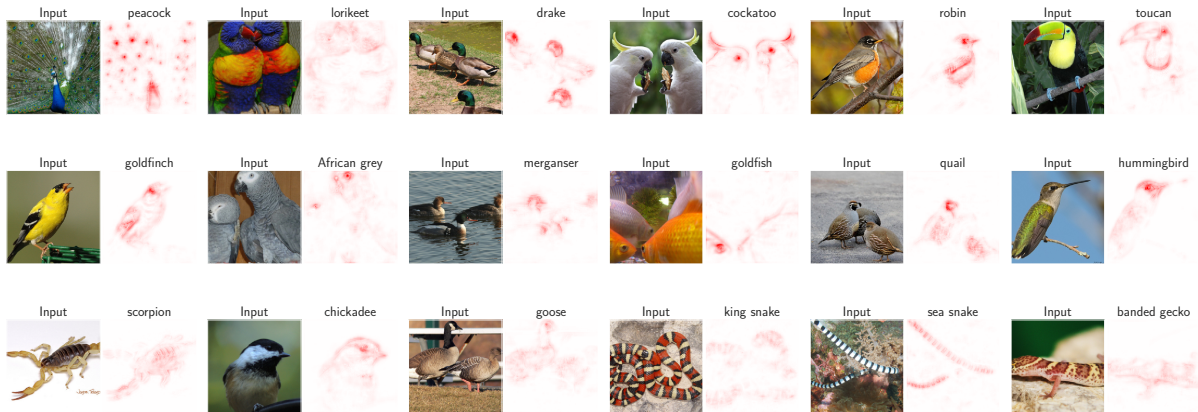 Input peacock Input lorikeet Input drake Input cockatoo Input robin Input toucan
Input goldfinch Input African grey Input merganser Input goldfish Input quail Input hummingbird
Input scorpion Input chickadee Input goose Input king snake Input sea snake Input banded gecko